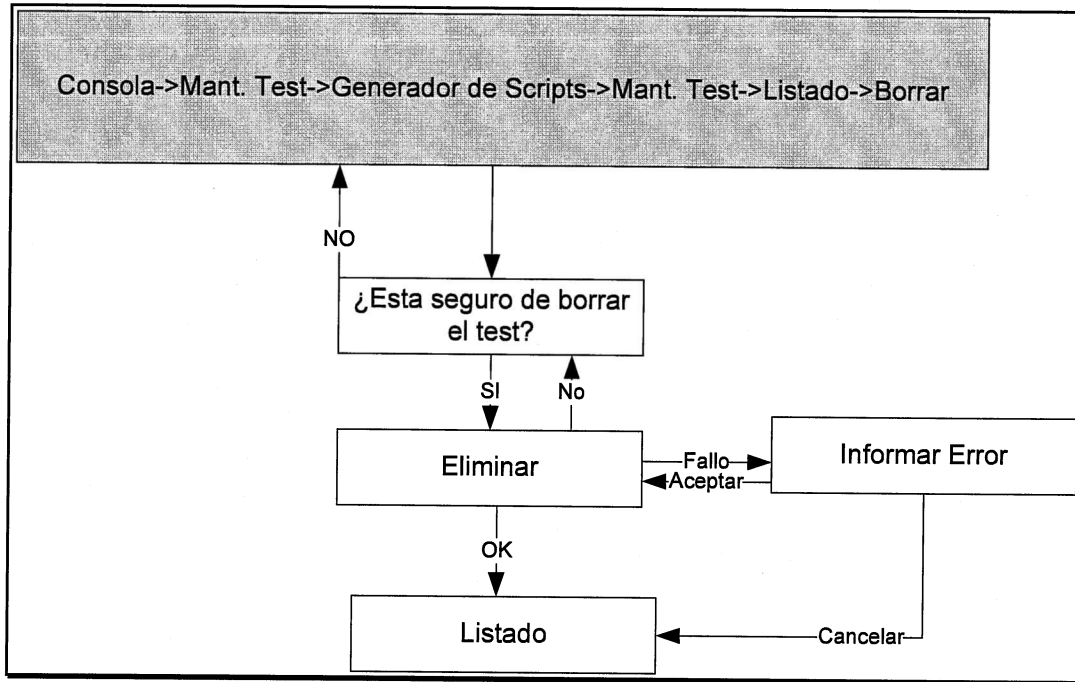 Consola->Mant. Test->Generador de Scripts->Mant. Test->Listado->Borrar
NO
¿Esta seguro de borrar
el test?
SI
No
Eliminar
Fallo
Aceptar
Informar Error
OK
Listado
Cancelar